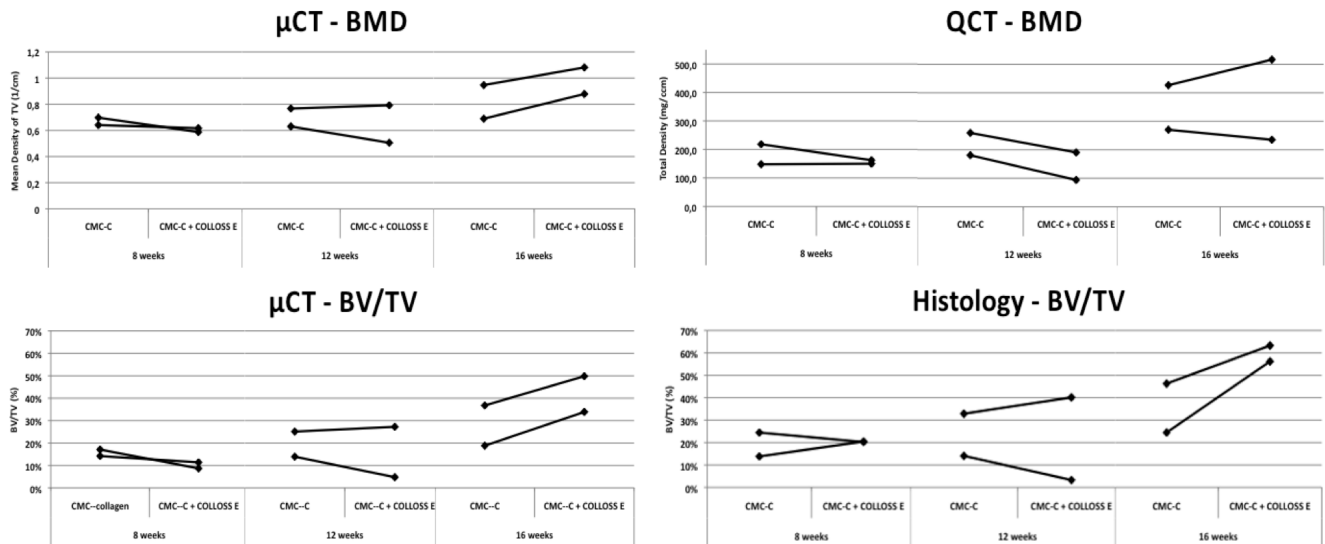 µCT - BMD
Mean Density of TV (1/cm)
1,2
1
0,8
0,6
0,4
0,2
0
CMC-C
CMC-C + COLLOSS E
CMC-C
CMC-C + COLLOSS E
CMC-C
CMC-C + COLLOSS E
8 weeks
12 weeks
16 weeks
QCT - BMD
Total Density (mg/ccm)
500,0
400,0
300,0
200,0
100,0
0,0
CMC-C
CMC-C + COLLOSS E
CMC-C
CMC-C + COLLOSS E
CMC-C
CMC-C + COLLOSS E
8 weeks
12 weeks
16 weeks
µCT - BV/TV
BV/TV (%)
70%
60%
50%
40%
30%
20%
10%
0%
CMC--collagen
CMC--C + COLLOSS E
CMC--C
CMC--C + COLLOSS E
CMC--C
CMC--C + COLLOSS E
8 weeks
12 weeks
16 weeks
Histology - BV/TV
BV/TV (%)
70%
60%
50%
40%
30%
20%
10%
0%
CMC-C
CMC-C + COLLOSS E
CMC-C
CMC-C + COLLOSS E
CMC-C
CMC-C + COLLOSS E
8 weeks
12 weeks
16 weeks